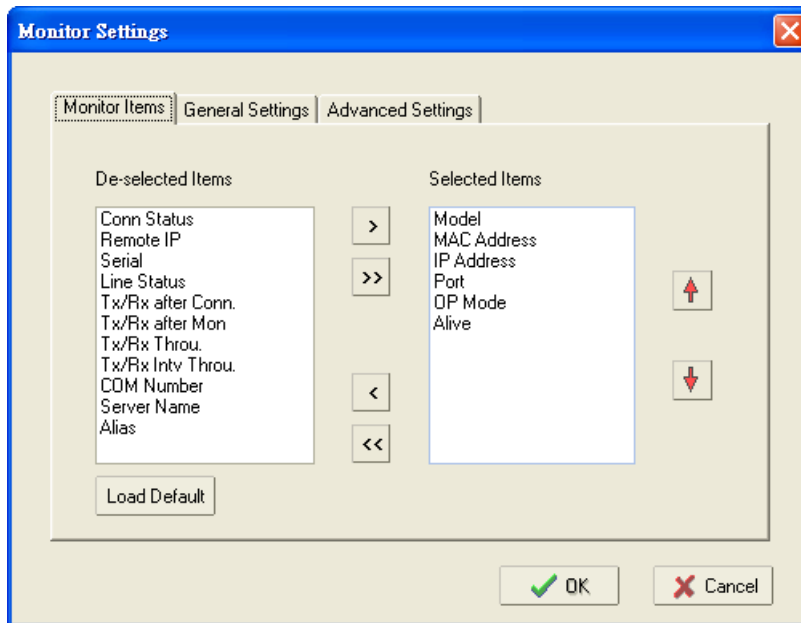 Monitor Settings
Monitor Items General Settings Advanced Settings
De-selected Items
Conn Status
Remote IP
Serial
Line Status
Tx/Rx after Conn.
Tx/Rx after Mon
Tx/Rx Throu.
Tx/Rx Intv Throu.
COM Number
Server Name
Alias
>
>>
<
<<
Selected Items
Model
MAC Address
IP Address
Port
OP Mode
Alive
Load Default
OK Cancel